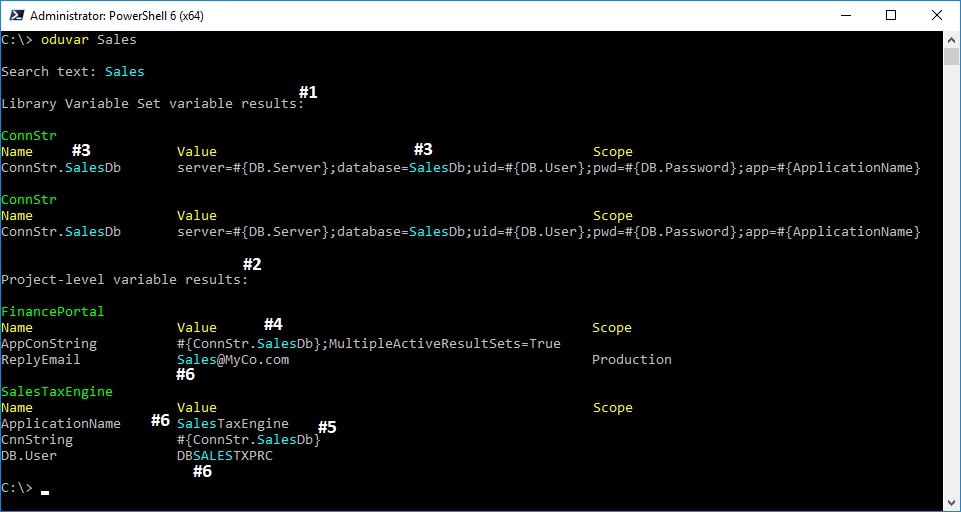 Administrator: PowerShell 6 (x64)
C:\> oduvar Sales
Search text: Sales
#1
Library Variable Set variable results:
ConnStr
Name #3 Value #3 Scope
ConnStr.SalesDb server=#{DB.Server};database=SalesDb;uid=#{DB.User};pwd=#{DB.Password};app=#{ApplicationName}
ConnStr
Name Value Scope
ConnStr.SalesDb server=#{DB.Server};database=SalesDb;uid=#{DB.User};pwd=#{DB.Password};app=#{ApplicationName}
#2
Project-level variable results:
FinancePortal
Name Value #4 Scope
AppConString #{ConnStr.SalesDb};MultipleActiveResultSets=True
ReplyEmail Sales@MyCo.com Production
#6
SalesTaxEngine
Name Value Scope
ApplicationName #6 SalesTaxEngine #5
CnnString #{ConnStr.SalesDb}
DB.User DBSALESTXPRC
#6
C:\>